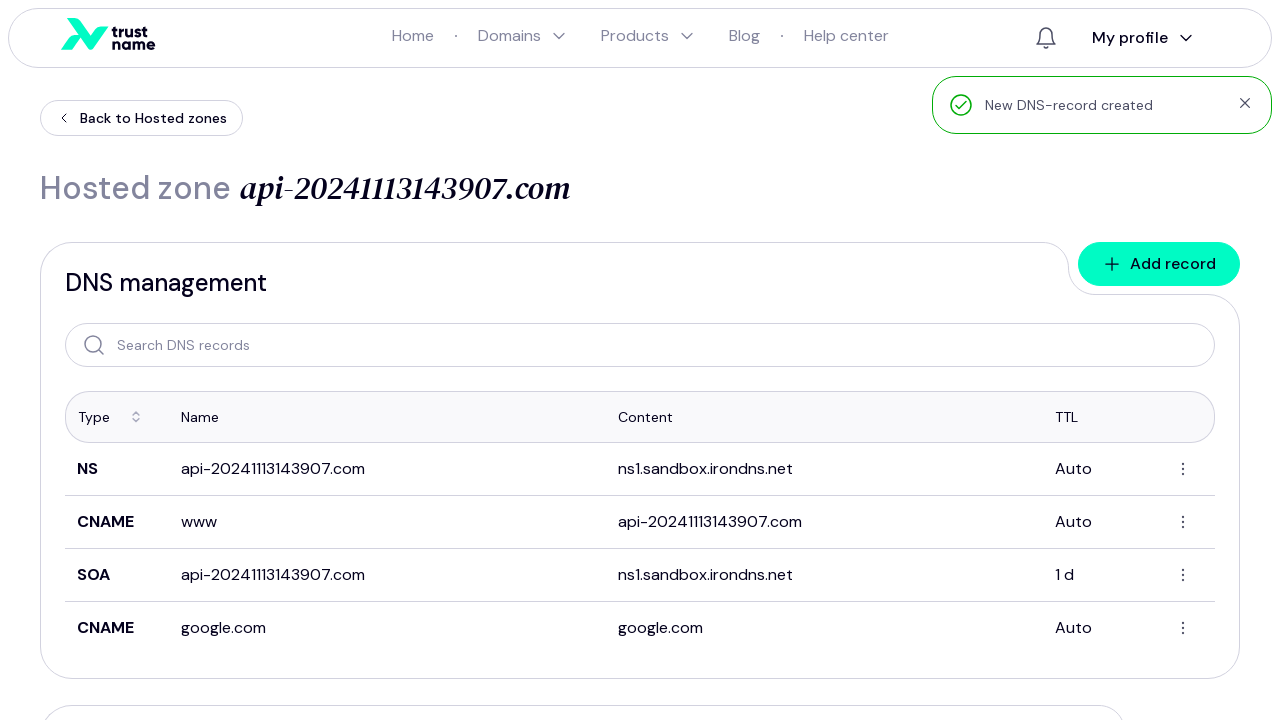 trust
name
Home · Domains Products Blog · Help center
My profile
New DNS-record created
Back to Hosted zones
Hosted zone api-20241113143907.com
DNS management
Add record
Search DNS records
Type Name Content TTL
NS api-20241113143907.com ns1.sandbox.irondns.net Auto
CNAME www api-20241113143907.com Auto
SOA api-20241113143907.com ns1.sandbox.irondns.net 1 d
CNAME google.com google.com Auto